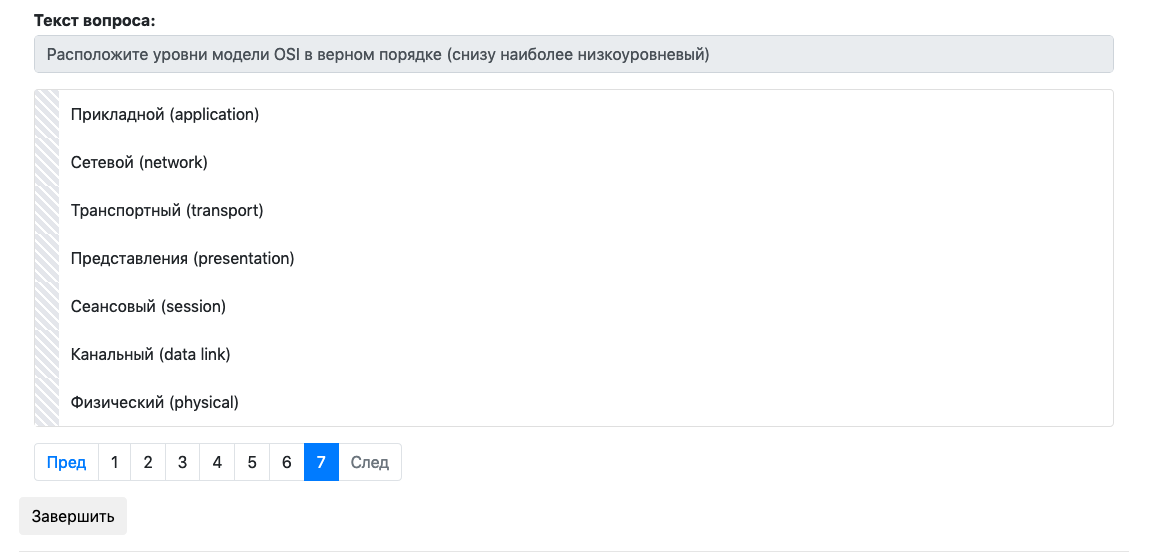 Текст вопроса:
Расположите уровни модели OSI в верном порядке (снизу наиболее низкоуровневый)
Прикладной (application)
Сетевой (network)
Транспортный (transport)
Представления (presentation)
Сеансовый (session)
Канальный (data link)
Физический (physical)
Пред 1 2 3 4 5 6 7 След
Завершить